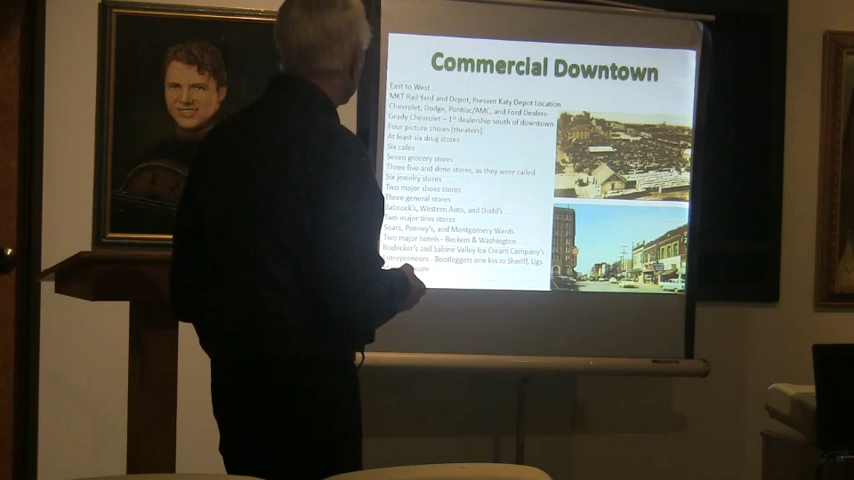 Commercial Downtown
East to West
MKT Rail Yard and Depot, Present Katy Depot Location
Chevrolet, Dodge, Pontiac/AMC, and Ford Dealers
Grady Chevrolet – 1st dealership south of downtown
Four picture shows (theaters)
At least six drug stores
Six cafes
Seven grocery stores
Three five and dime stores, as they were called
Six jewelry stores
Two major shoes stores
Three general stores
Babcock's, Western Auto, and Dodd's
Two major tires stores
Sears, Penney's, and Montgomery Wards
Two major hotels - Beckem & Washington
Bodecker's and Sabine Valley Ice Cream Company's
Entrepreneurs - Bootleggers one kin to Sheriff, Ugs